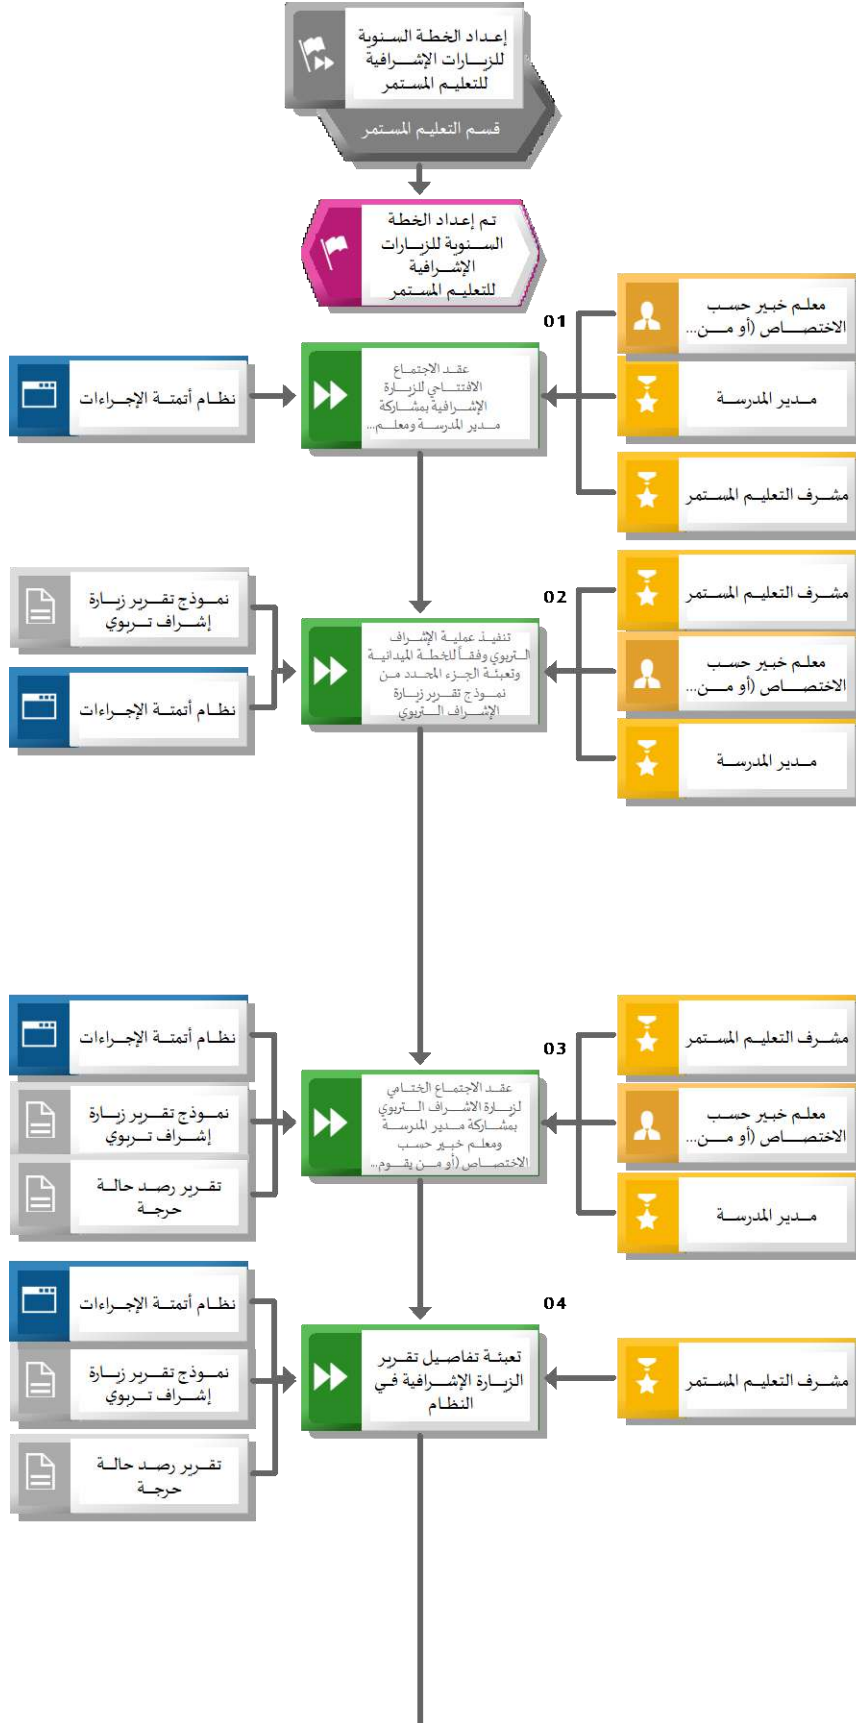 إعداد الخطة السنوية
للزيارات الإشرافية
للتعليم المستمر
قسم التعليم المستمر
تم إعداد الخطة
السنوية للزيارات
الإشرافية
للتعليم المستمر
01
معلم خبير حسب
الاختصاص (أو من...
مدير المدرسة
مشرف التعليم المستمر
عقد الاجتماع
الافتتاحي للزيارة
الإشرافية بمشاركة
مدير المدرسة ومعلم...
نظام أتمتة الإجراءات
02
مشرف التعليم المستمر
معلم خبير حسب
الاختصاص (أو من...
مدير المدرسة
تنفيذ عملية الإشراف
التربوي وفقاً للخطة الميدانية
وتعبئة الجزء المحدد من
نموذج تقرير زيارة
الإشراف التربوي
نموذج تقرير زيارة
إشراف تربوي
نظام أتمتة الإجراءات
03
مشرف التعليم المستمر
معلم خبير حسب
الاختصاص (أو من...
مدير المدرسة
عقد الاجتماع الختامي
لزيارة الاشراف التربوي
بمشاركة مدير المدرسة
ومعلم خبير حسب
الاختصاص (أو من يقوم...
نظام أتمتة الإجراءات
نموذج تقرير زيارة
إشراف تربوي
تقرير رصد حالة
حرجة
04
مشرف التعليم المستمر
تعبئة تفاصيل تقرير
الزيارة الإشرافية في
النظام
نظام أتمتة الإجراءات
نموذج تقرير زيارة
إشراف تربوي
تقرير رصد حالة
حرجة